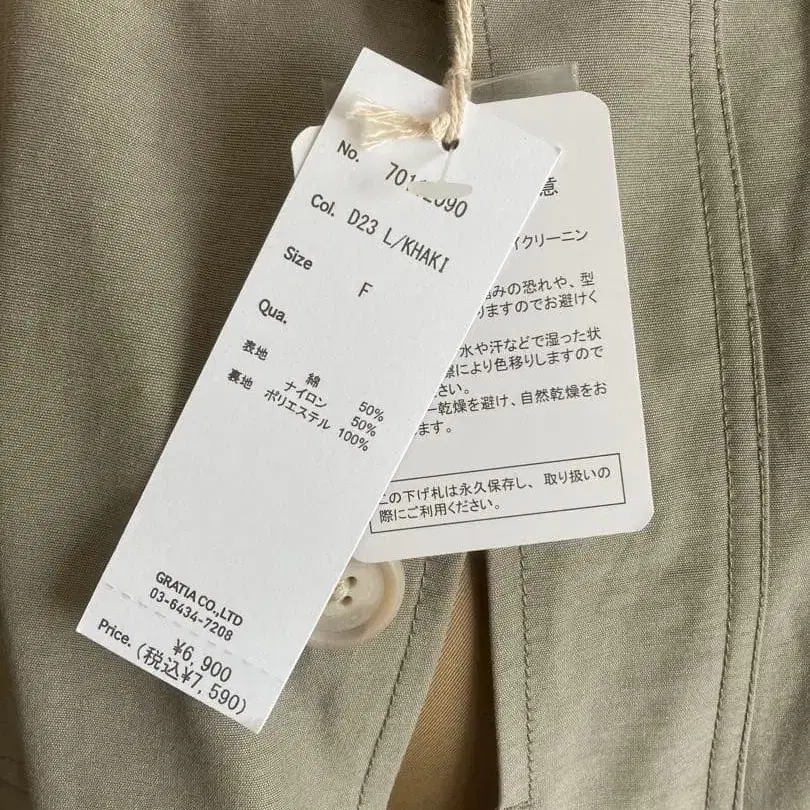 No.
Col. D23 L/KHAKI
Size F
Qua.
表地 綿 50%
ナイロン 50%
裏地 ポリエステル 100%
GRATIA CO.,LTD
03-6434-7208
Price. ¥6,900
(税込¥7,590)
意
イクリーニン
みの恐れや、型
りますのでお避けく
水や汗などで湿った状
際により色移りしますので
さい。
ー乾燥を避け、自然乾燥をお
ます。
この下げ札は永久保存し、取り扱いの
際にご利用ください。